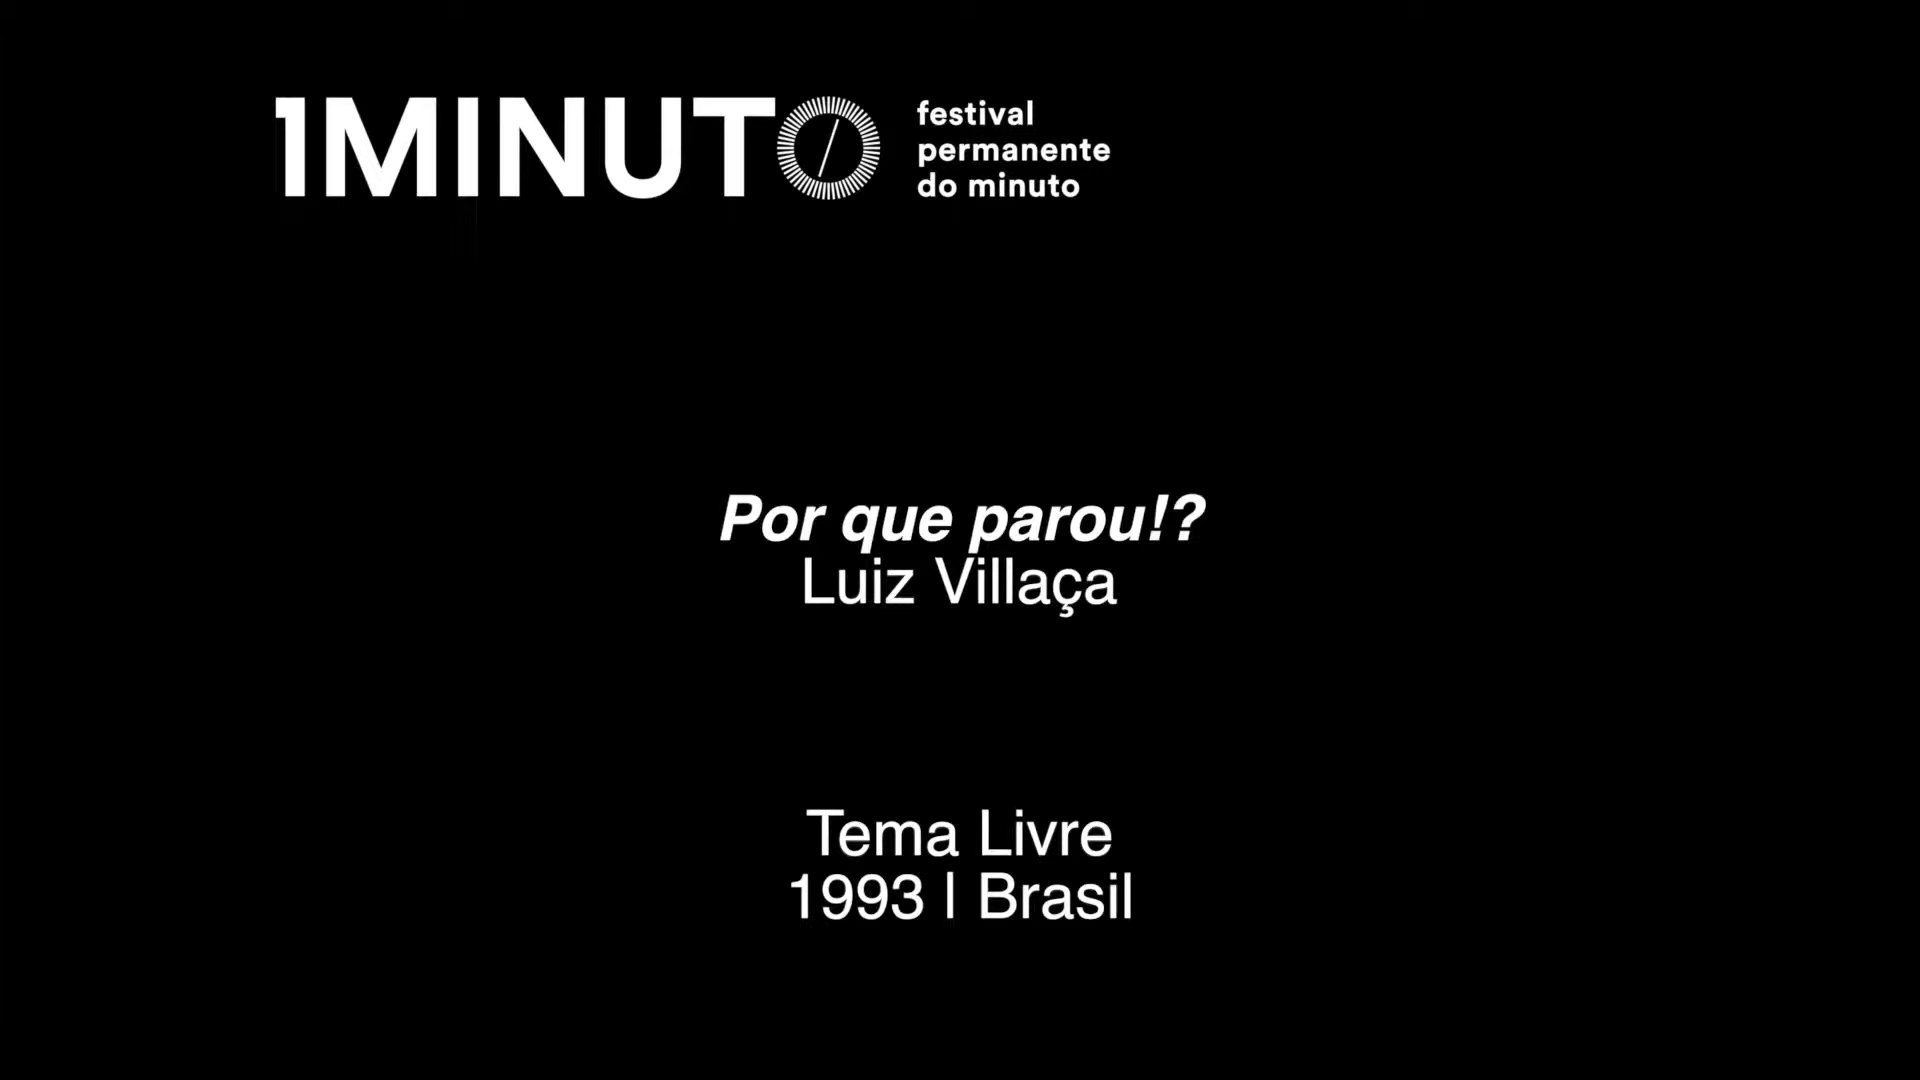 1MINUTO
festival
permanente
do minuto
Por que parou!?
Luiz Villaça
Tema Livre
1993 | Brasil